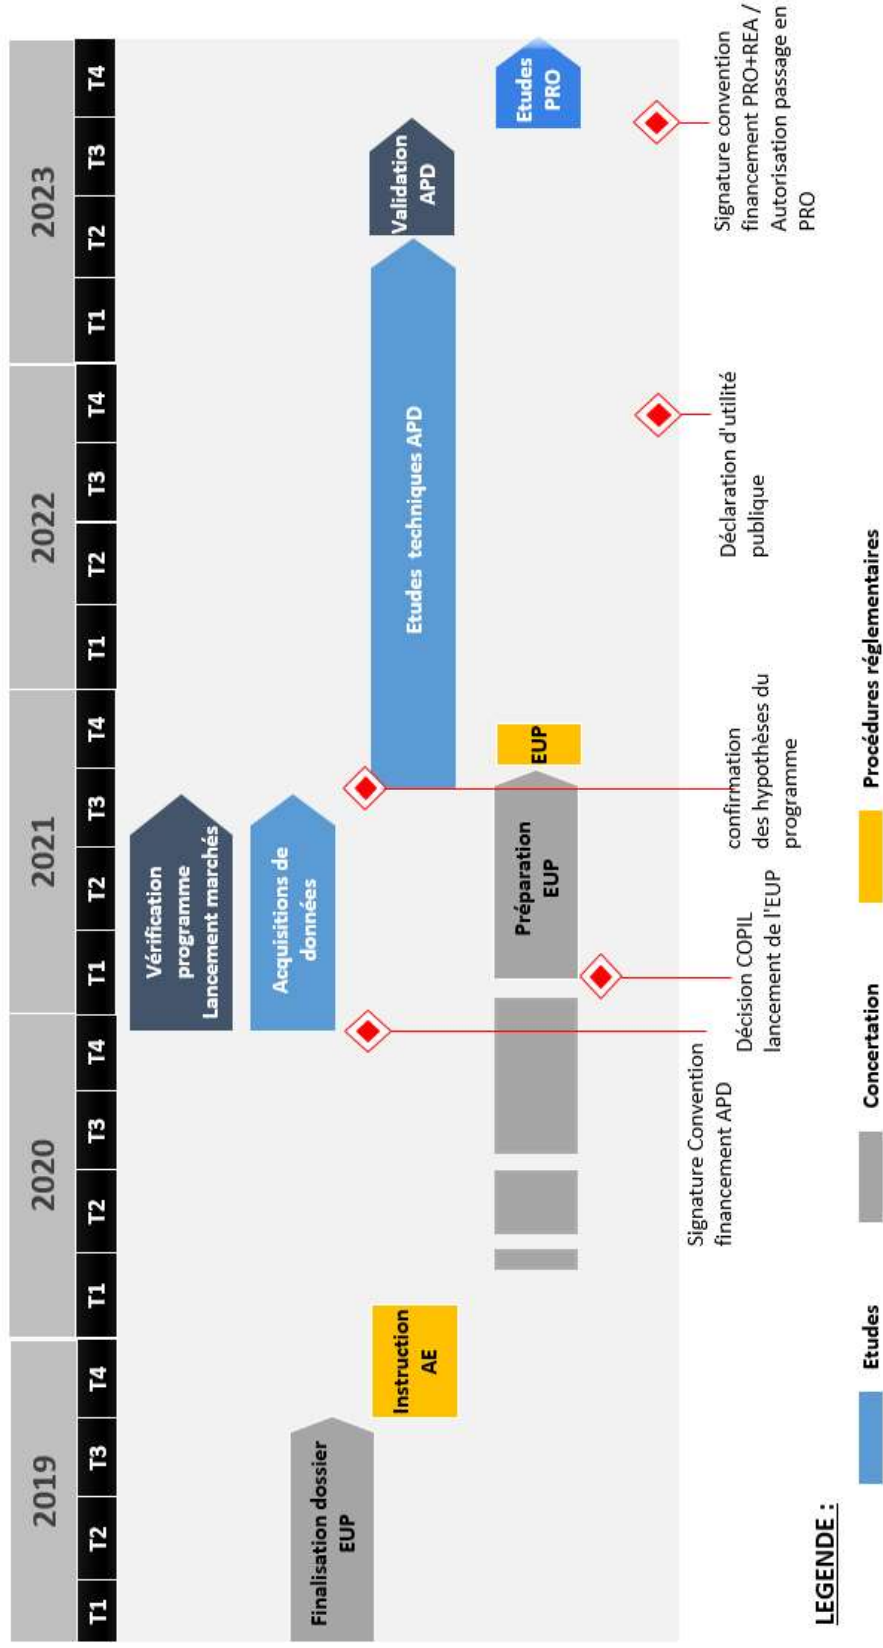 2019
2020
2021
2022
2023
T1
T2
T3
T4
T1
T2
T3
T4
T1
T2
T3
T4
T1
T2
T3
T4
T1
T2
T3
T4
Vérification
programme
Lancement marchés
Acquisitions de
données
Finalisation dossier
EUP
Instruction
AE
Etudes techniques APD
Validation
APD
Préparation
EUP
EUP
Etudes
PRO
Signature Convention
financement APD
Décision COPIL
lancement de l'EUP
confirmation
des hypothèses du
programme
Déclaration d'utilité
publique
Signature convention
financement PRO+REA /
Autorisation passage en
PRO
LEGENDE :
Etudes
Concertation
Procédures réglementaires